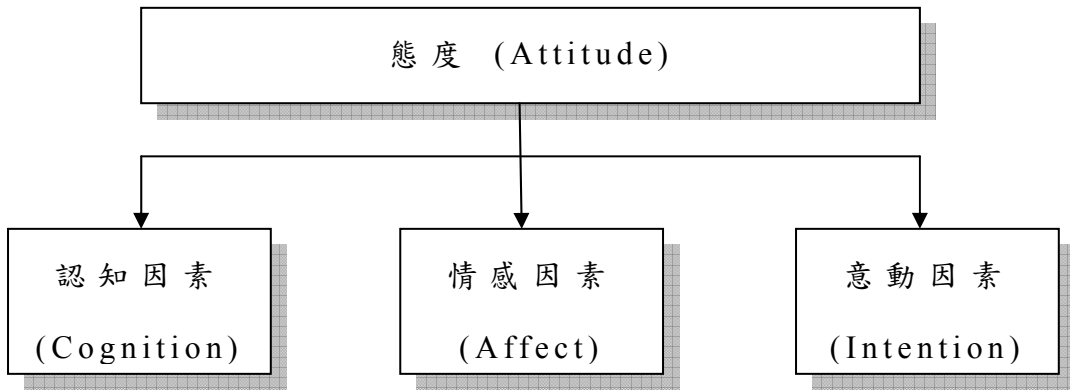 態度 (Attitude)
認知因素
(Cognition)
情感因素
(Affect)
意動因素
(Intention)